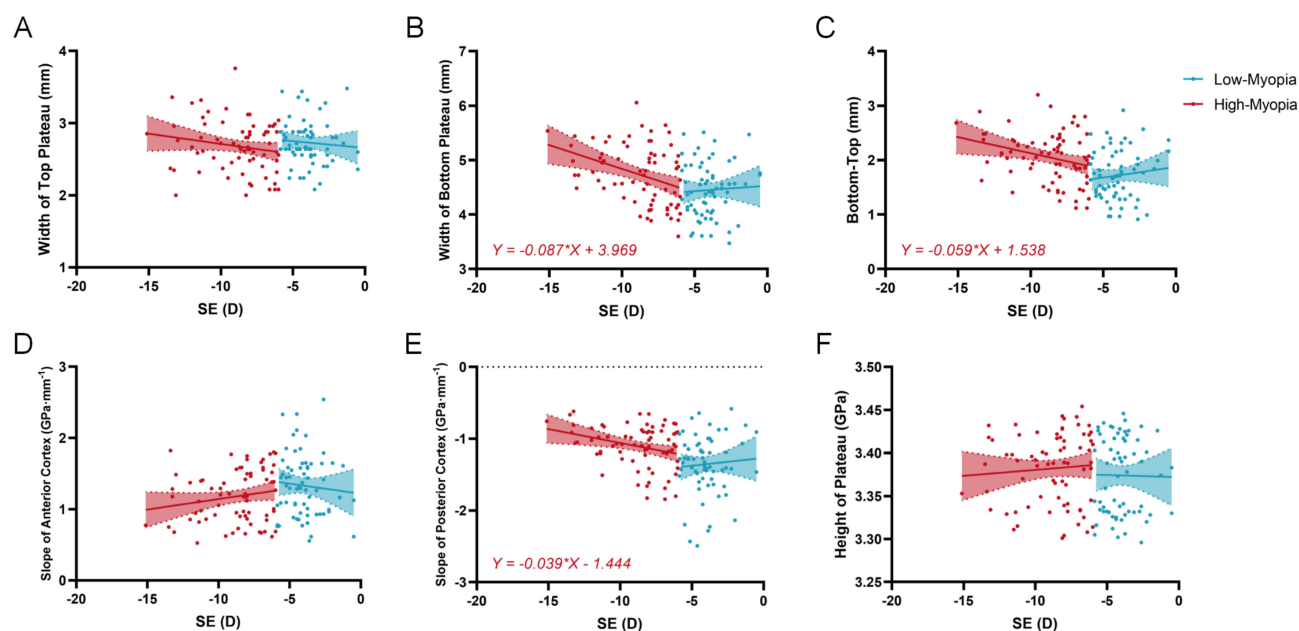 A
Width of Top Plateau (mm)
4
3
2
1
-20
-15
-10
-5
0
SE (D)
B
Width of Bottom Plateau (mm)
7
6
5
4
3
Y = -0.087*X + 3.969
-20
-15
-10
-5
0
SE (D)
C
Bottom-Top (mm)
4
3
2
1
0
Y = -0.059*X + 1.538
-20
-15
-10
-5
0
SE (D)
Low-Myopia
High-Myopia
D
Slope of Anterior Cortex (GPa·mm⁻¹)
3
2
1
0
-20
-15
-10
-5
0
SE (D)
E
Slope of Posterior Cortex (GPa·mm⁻¹)
0
-1
-2
-3
Y = -0.039*X - 1.444
-20
-15
-10
-5
0
SE (D)
F
Height of Plateau (GPa)
3.50
3.45
3.40
3.35
3.30
3.25
-20
-15
-10
-5
0
SE (D)